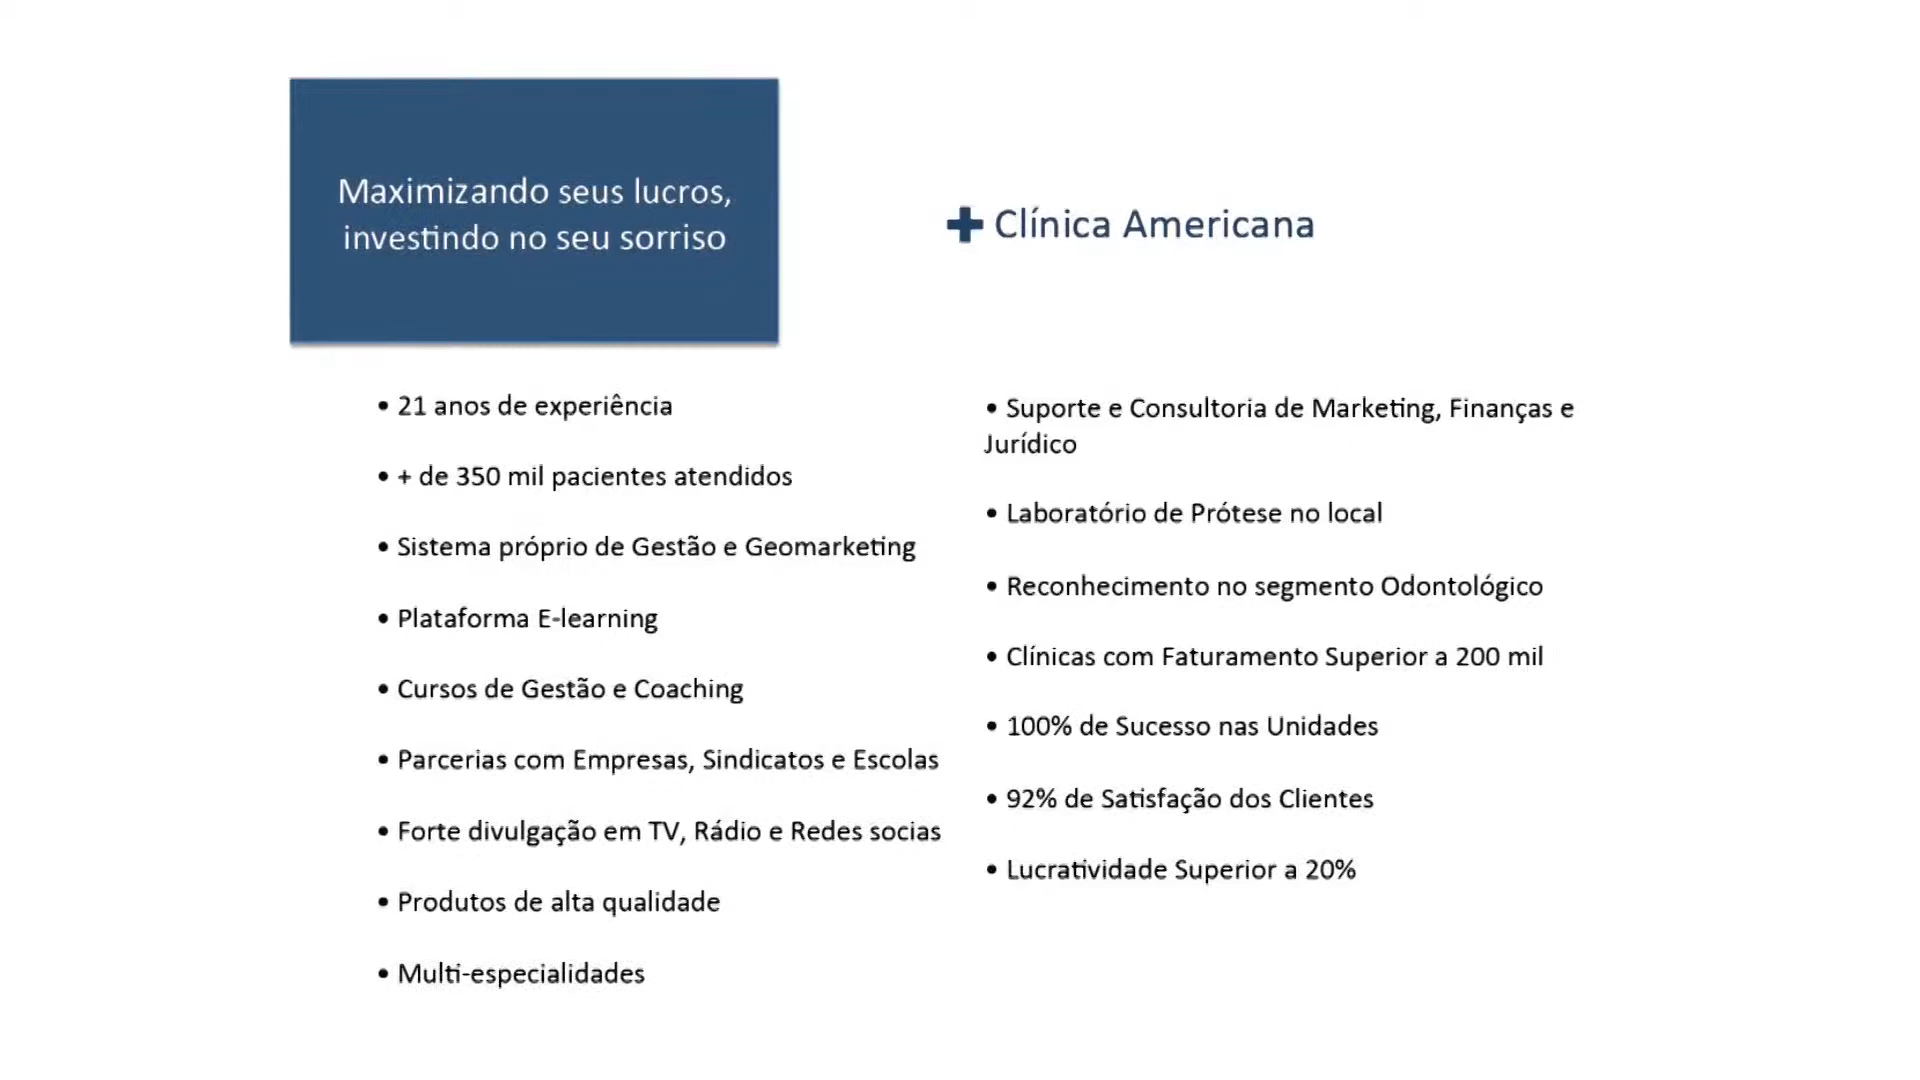 Maximizando seus lucros,
investindo no seu sorriso
Clínica Americana
• 21 anos de experiência
• + de 350 mil pacientes atendidos
• Sistema próprio de Gestão e Geomarketing
• Plataforma E-learning
• Cursos de Gestão e Coaching
• Parcerias com Empresas, Sindicatos e Escolas
• Forte divulgação em TV, Rádio e Redes socias
• Produtos de alta qualidade
• Multi-especialidades
• Suporte e Consultoria de Marketing, Finanças e
Jurídico
• Laboratório de Prótese no local
• Reconhecimento no segmento Odontológico
• Clínicas com Faturamento Superior a 200 mil
• 100% de Sucesso nas Unidades
• 92% de Satisfação dos Clientes
• Lucratividade Superior a 20%